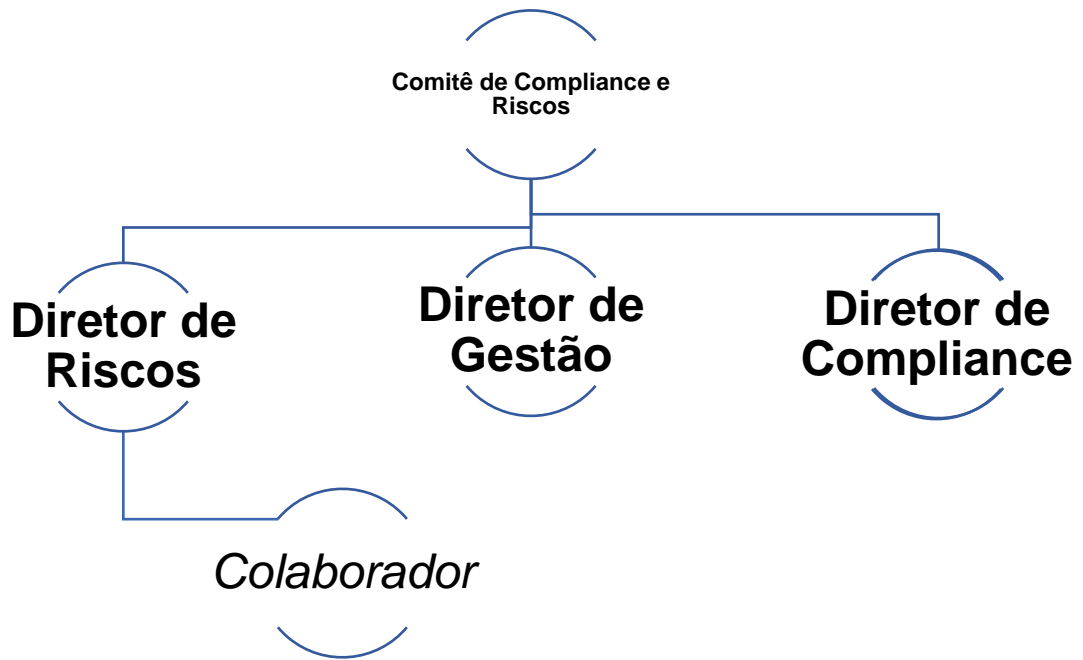 Comitê de Compliance e
Riscos
Diretor de
Riscos
Diretor de
Gestão
Diretor de
Compliance
Colaborador